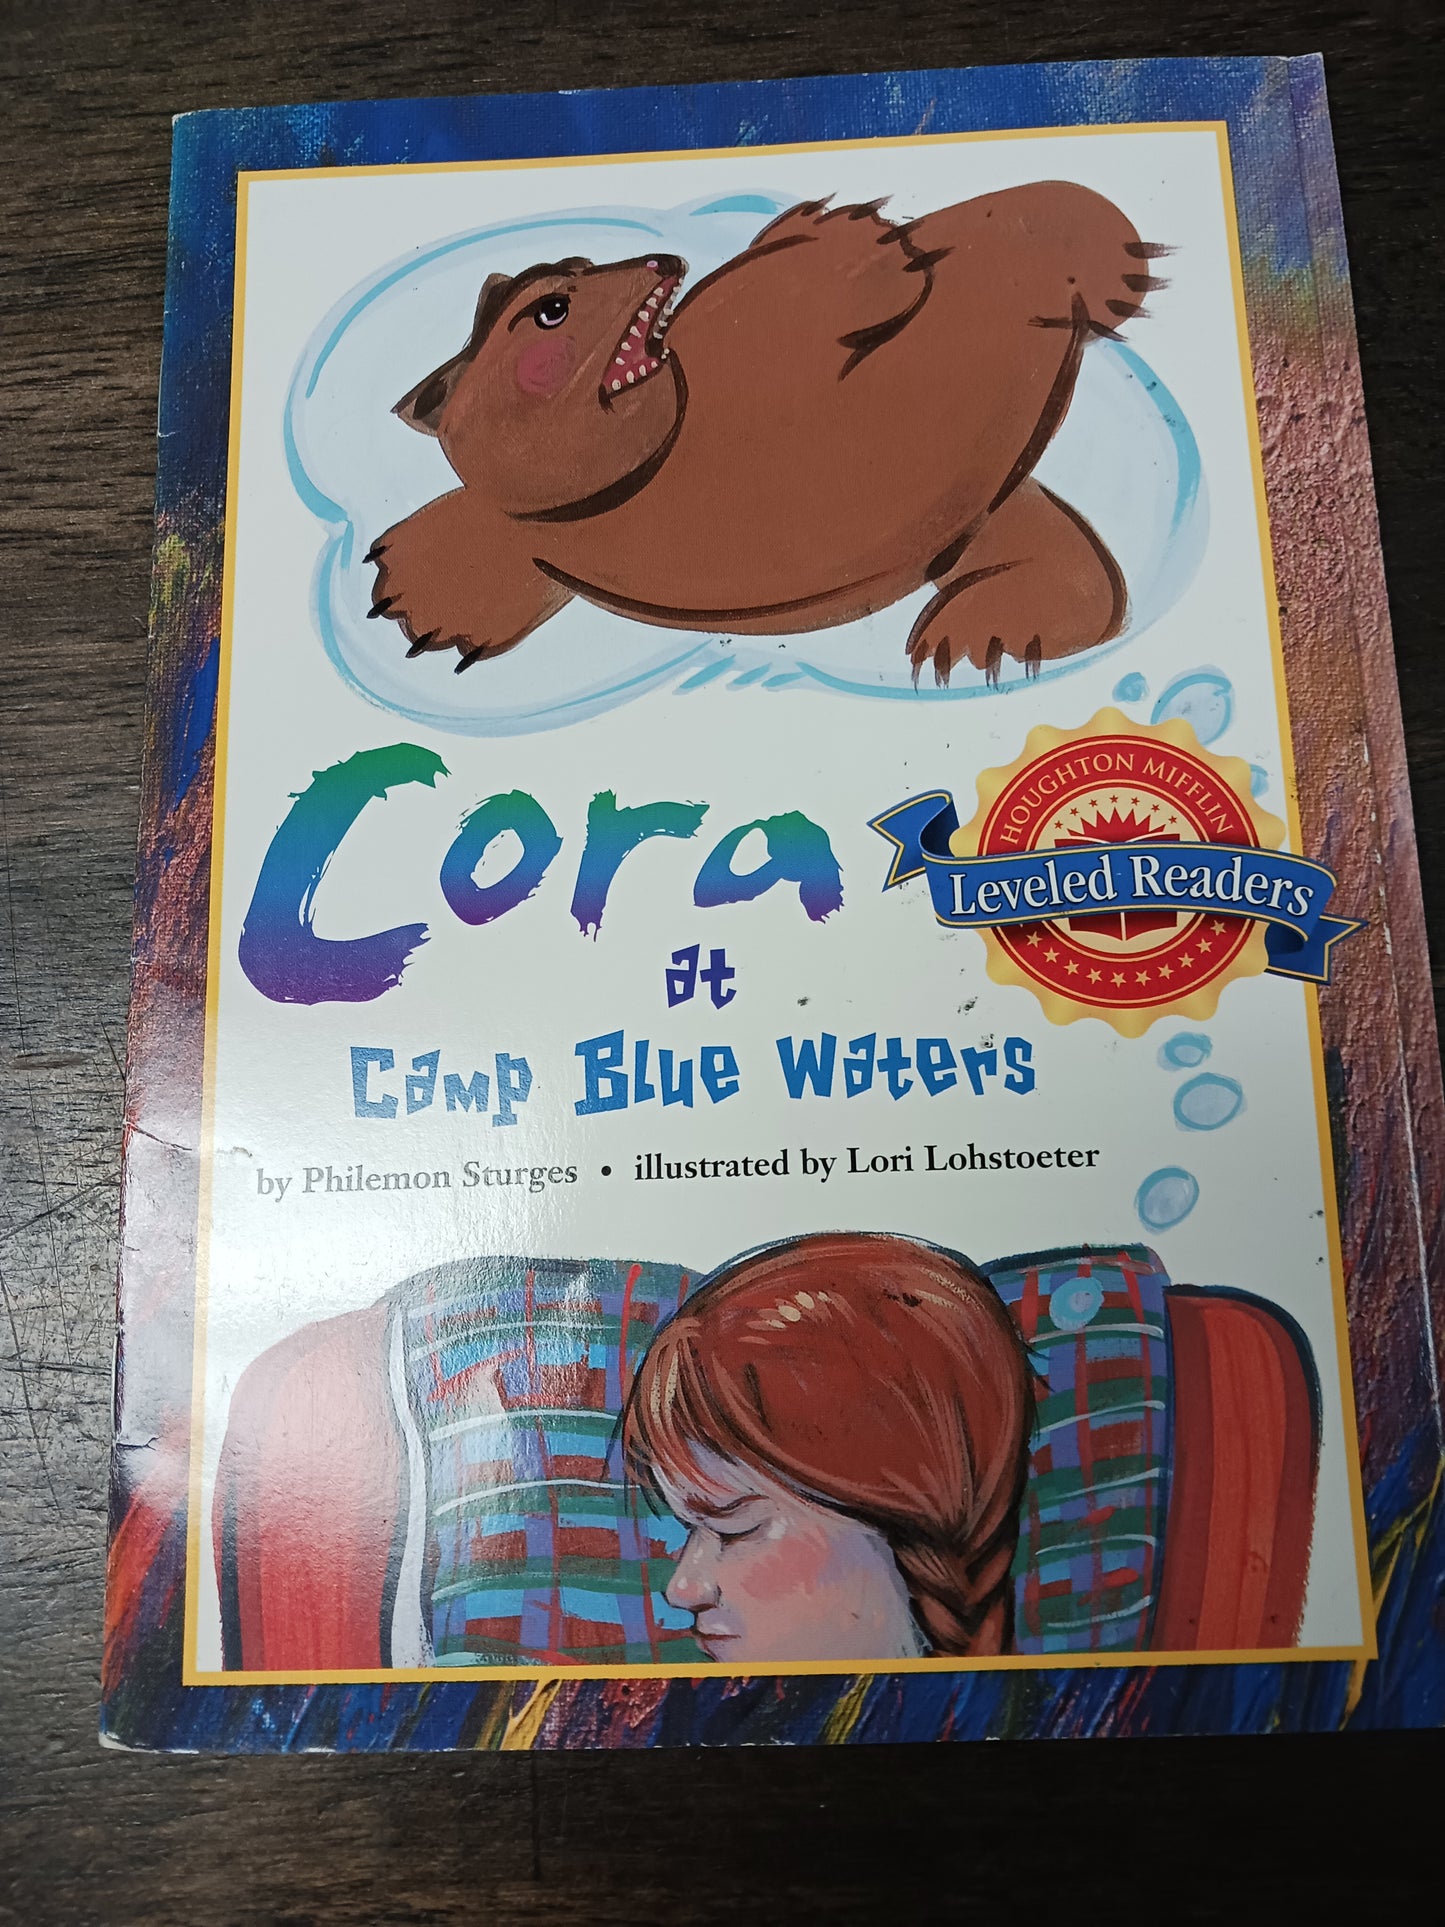 Cora
HOUGHTON MIFFLIN
Leveled Readers
at
Camp Blue Waters
by Philemon Sturges • illustrated by Lori Lohstoeter